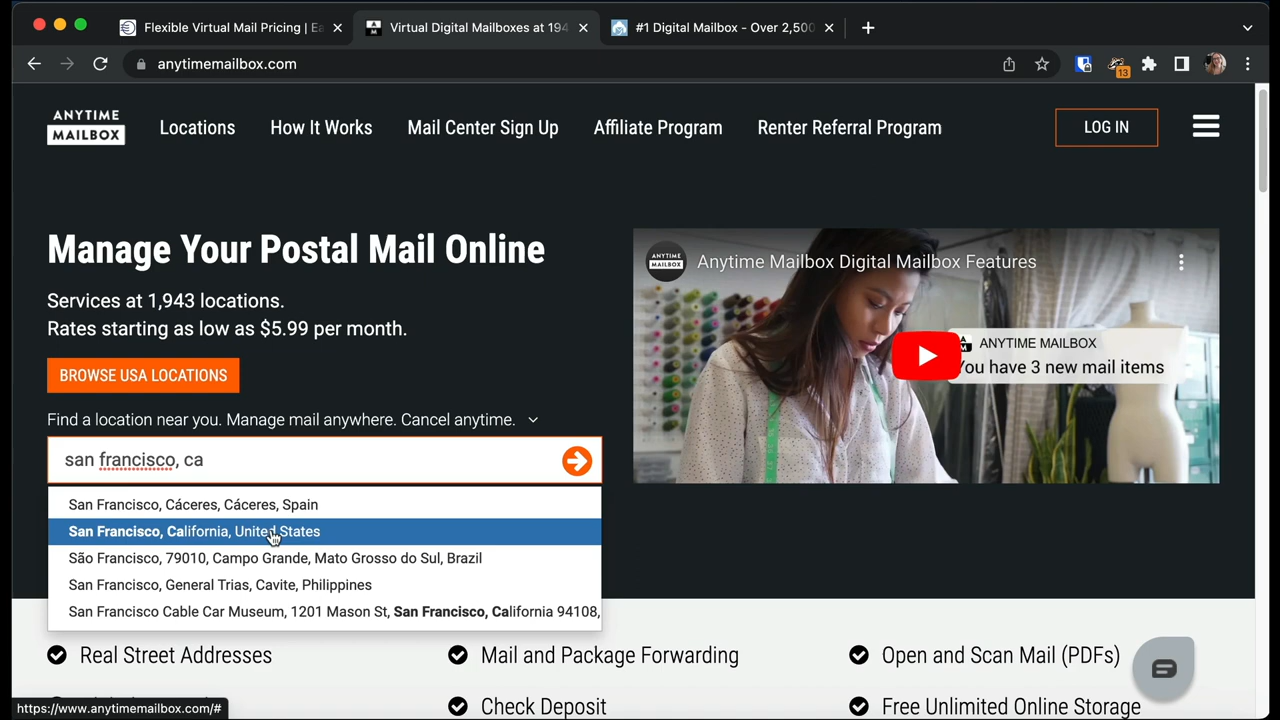 Flexible Virtual Mail Pricing | Ea
Virtual Digital Mailboxes at 194
#1 Digital Mailbox - Over 2,500
anytimemailbox.com
13
ANYTIME
MAILBOX
Locations
How It Works
Mail Center Sign Up
Affiliate Program
Renter Referral Program
LOG IN
Manage Your Postal Mail Online
Services at 1,943 locations.
Rates starting as low as $5.99 per month.
BROWSE USA LOCATIONS
Find a location near you. Manage mail anywhere. Cancel anytime.
san francisco, ca
San Francisco, Cáceres, Cáceres, Spain
San Francisco, California, United States
São Francisco, 79010, Campo Grande, Mato Grosso do Sul, Brazil
San Francisco, General Trias, Cavite, Philippines
San Francisco Cable Car Museum, 1201 Mason St, San Francisco, California 94108,
ANYTIME
MAILBOX
Anytime Mailbox Digital Mailbox Features
ANYTIME MAILBOX
You have 3 new mail items
Real Street Addresses
Mail and Package Forwarding
Open and Scan Mail (PDFs)
Check Deposit
Free Unlimited Online Storage
https://www.anytimemailbox.com/#